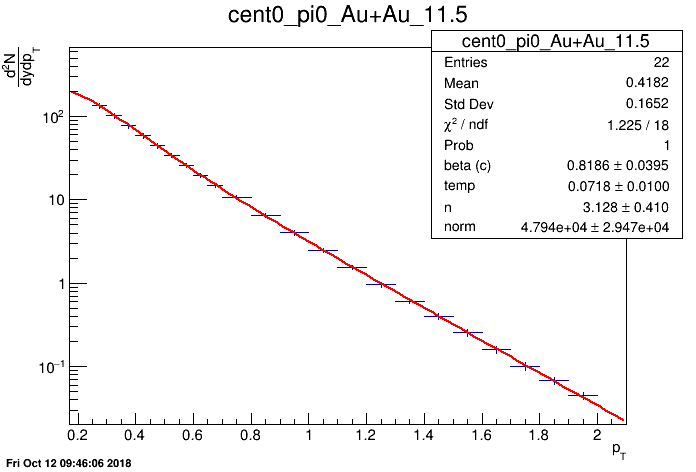 cent0_pi0_Au+Au_11.5
d²N
dydp_T
cent0_pi0_Au+Au_11.5
Entries 22
Mean 0.4182
Std Dev 0.1652
χ² / ndf 1.225 / 18
Prob 1
beta (c) 0.8186 ± 0.0395
temp 0.0718 ± 0.0100
n 3.128 ± 0.410
norm 4.794e+04 ± 2.947e+04
10²
10
1
10⁻¹
0.2 0.4 0.6 0.8 1 1.2 1.4 1.6 1.8 2
p_T
Fri Oct 12 09:46:06 2018